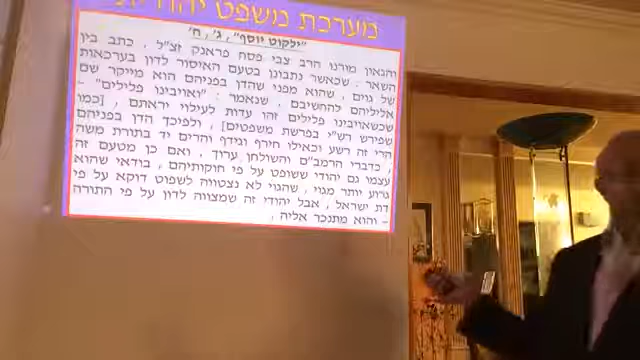 מערכת משפט יהודית
"ילקוט יוסף", ג', ח'
והגאון מורנו הרב צבי פסח פראנק זצ"ל, כתב בין
השאר: שכאשר נתבונן בטעם האיסור לדון בערכאות
של גוים, שהוא מפני שהדן בפניהם הוא מייקר שם
אליליהם להחשיבם, שנאמר: "ואויבינו פלילים" –
שכשאויבינו פלילים זהו עדות לעילוי יראתם, [כמו
שפירש רש"י בפרשת משפטים], ולפיכך הדן בפניהם
הרי זה רשע וכאילו חירף וגידף והרים יד בתורת משה
, כדברי הרמב"ם והשולחן ערוך, ואם כן מטעם זה
עצמו גם יהודי ששופט על פי חוקותיהם, בודאי שהוא
גרוע יותר מגוי, שהגוי לא נצטווה לשפוט דוקא על פי
דת ישראל, אבל יהודי זה שמצווה לדון על פי התורה
– והוא מתנכר אליה,